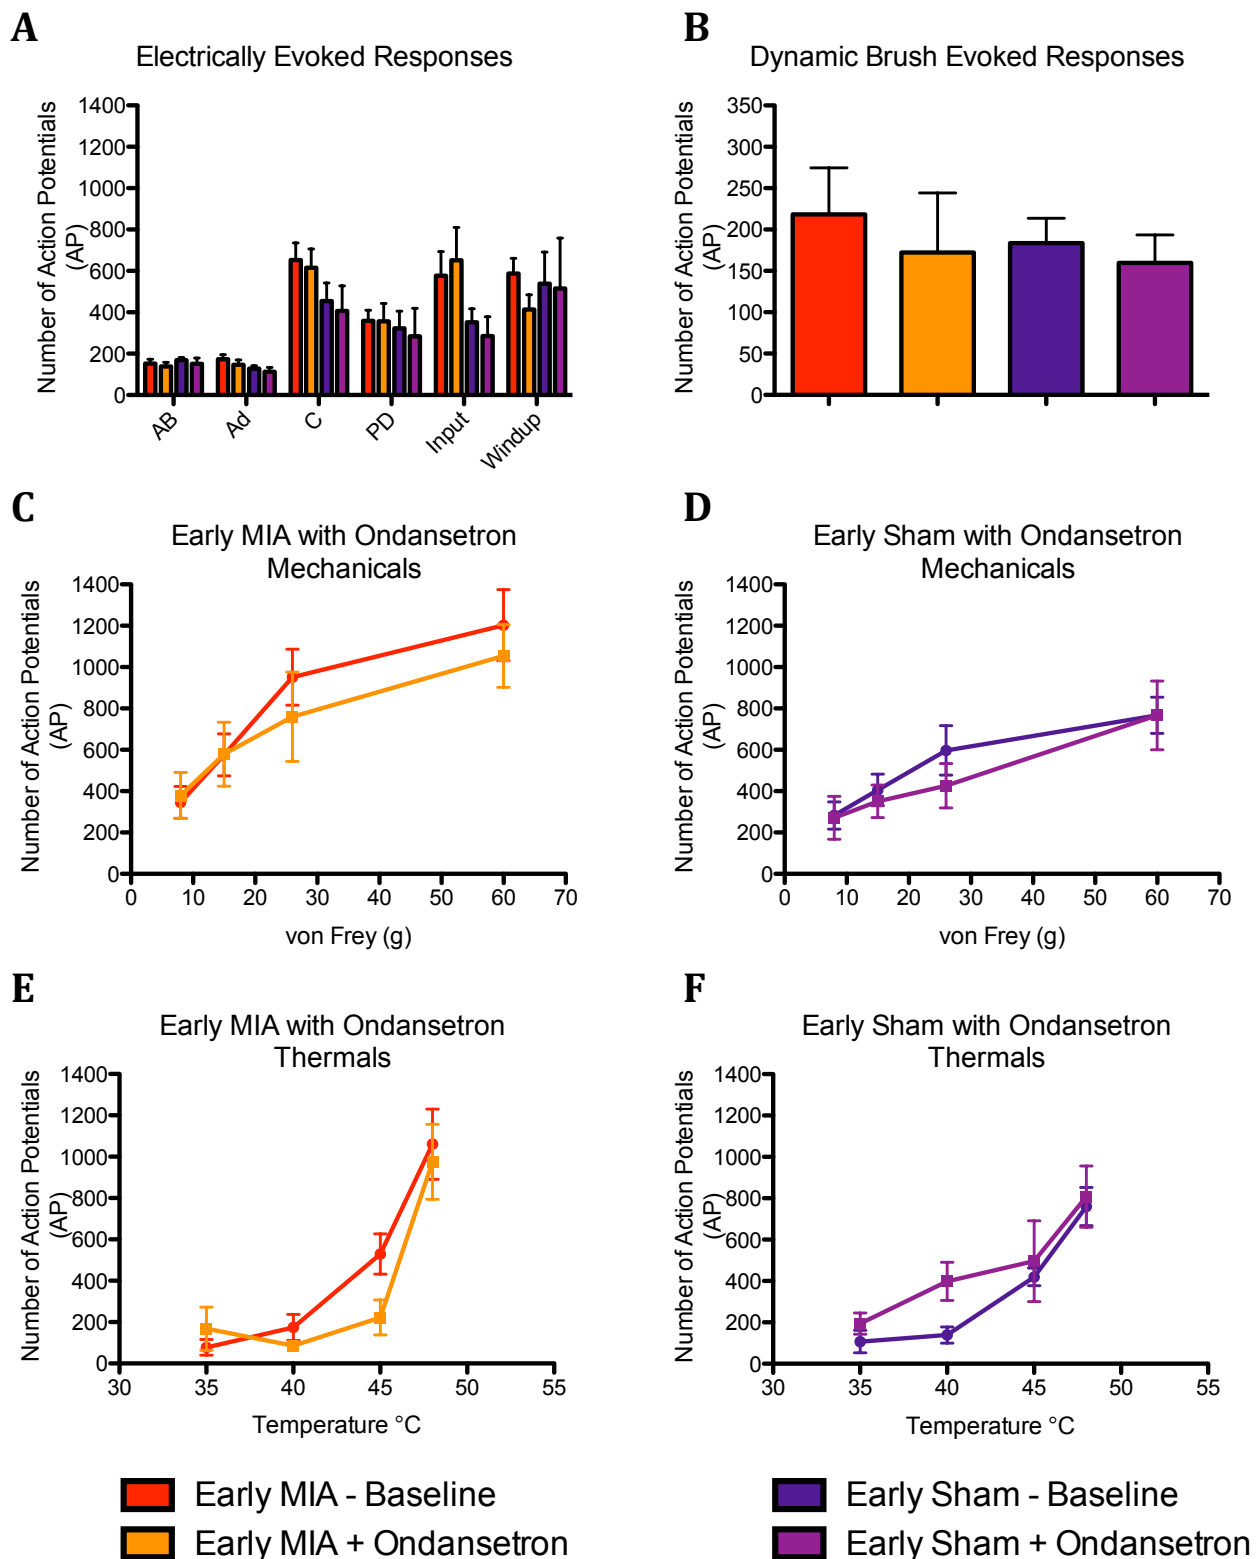 A
Electrically Evoked Responses
Number of Action Potentials
(AP)
1400
1200
1000
800
600
400
200
0
AB
Ad
C
PD
Input
Windup
B
Dynamic Brush Evoked Responses
Number of Action Potentials
(AP)
350
300
250
200
150
100
50
0
C
Early MIA with Ondansetron
Mechanicals
Number of Action Potentials
(AP)
1400
1200
1000
800
600
400
200
0
0 10 20 30 40 50 60 70
von Frey (g)
D
Early Sham with Ondansetron
Mechanicals
Number of Action Potentials
(AP)
1400
1200
1000
800
600
400
200
0
0 10 20 30 40 50 60 70
von Frey (g)
E
Early MIA with Ondansetron
Thermals
Number of Action Potentials
(AP)
1400
1200
1000
800
600
400
200
0
30 35 40 45 50 55
Temperature °C
F
Early Sham with Ondansetron
Thermals
Number of Action Potentials
(AP)
1400
1200
1000
800
600
400
200
0
30 35 40 45 50 55
Temperature °C
Early MIA - Baseline
Early MIA + Ondansetron
Early Sham - Baseline
Early Sham + Ondansetron